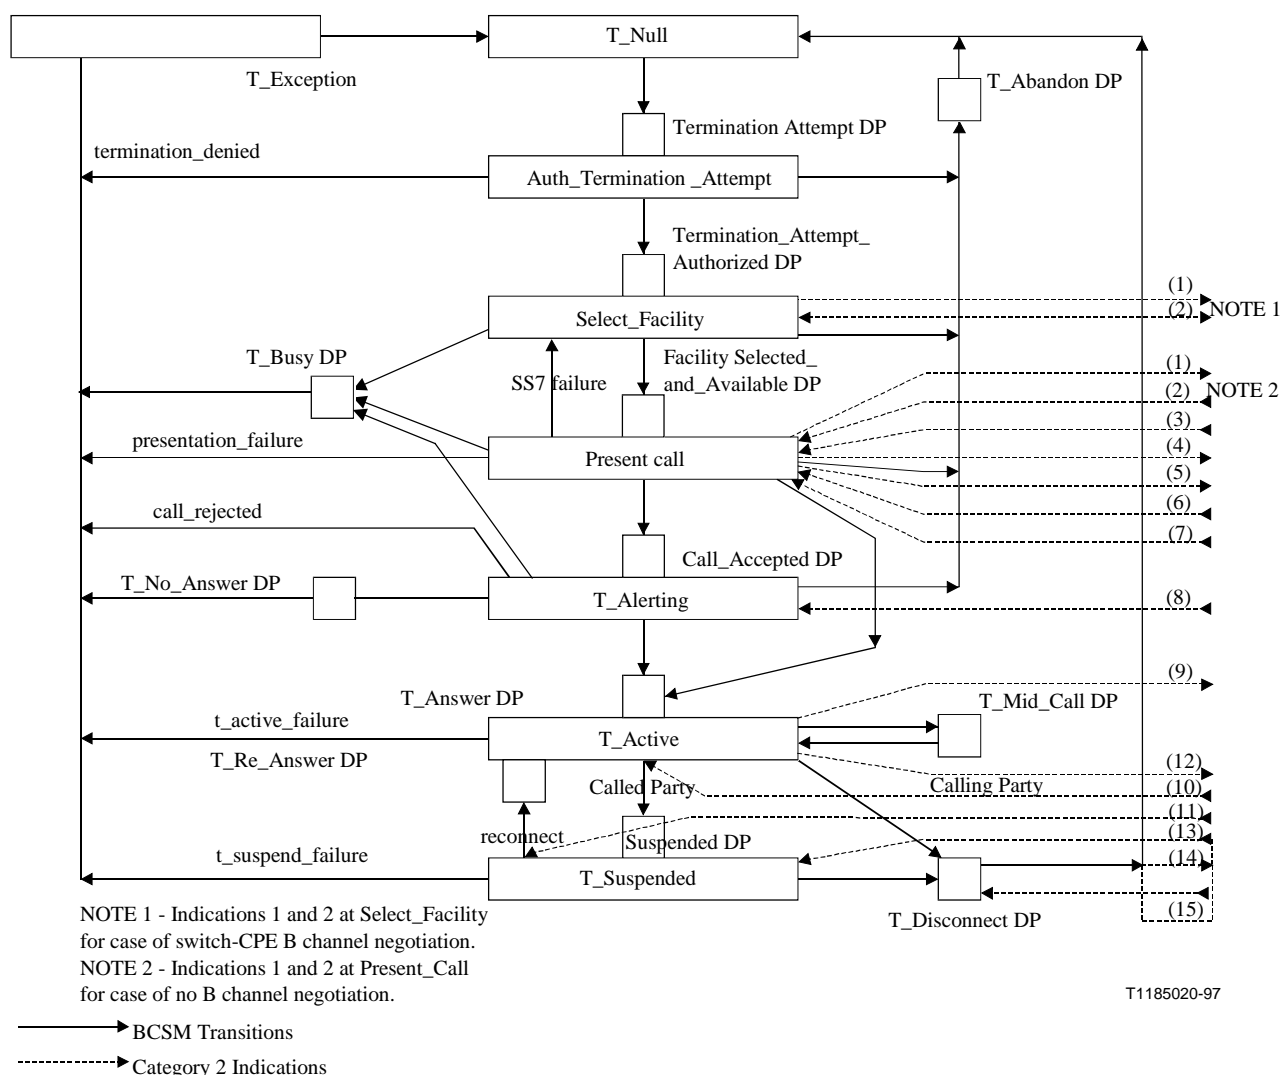 T_Null
T_Exception
T_Abandon DP
Termination Attempt DP
termination_denied
Auth_Termination _Attempt
Termination_Attempt_
Authorized DP
(1)
Select_Facility
(2)
NOTE 1
T_Busy DP
SS7 failure
Facility Selected_
and_Available DP
(1)
(2)
NOTE 2
(3)
presentation_failure
Present call
(4)
(5)
(6)
call_rejected
(7)
Call_Accepted DP
T_No_Answer DP
T_Alerting
(8)
(9)
T_Answer DP
T_Mid_Call DP
t_active_failure
T_Active
T_Re_Answer DP
(12)
Called Party
Calling Party
(10)
(11)
reconnect
Suspended DP
(13)
t_suspend_failure
(14)
T_Suspended
(15)
T_Disconnect DP
NOTE 1 - Indications 1 and 2 at Select_Facility
for case of switch-CPE B channel negotiation.
NOTE 2 - Indications 1 and 2 at Present_Call
for case of no B channel negotiation.
T1185020-97
BCSM Transitions
Category 2 Indications